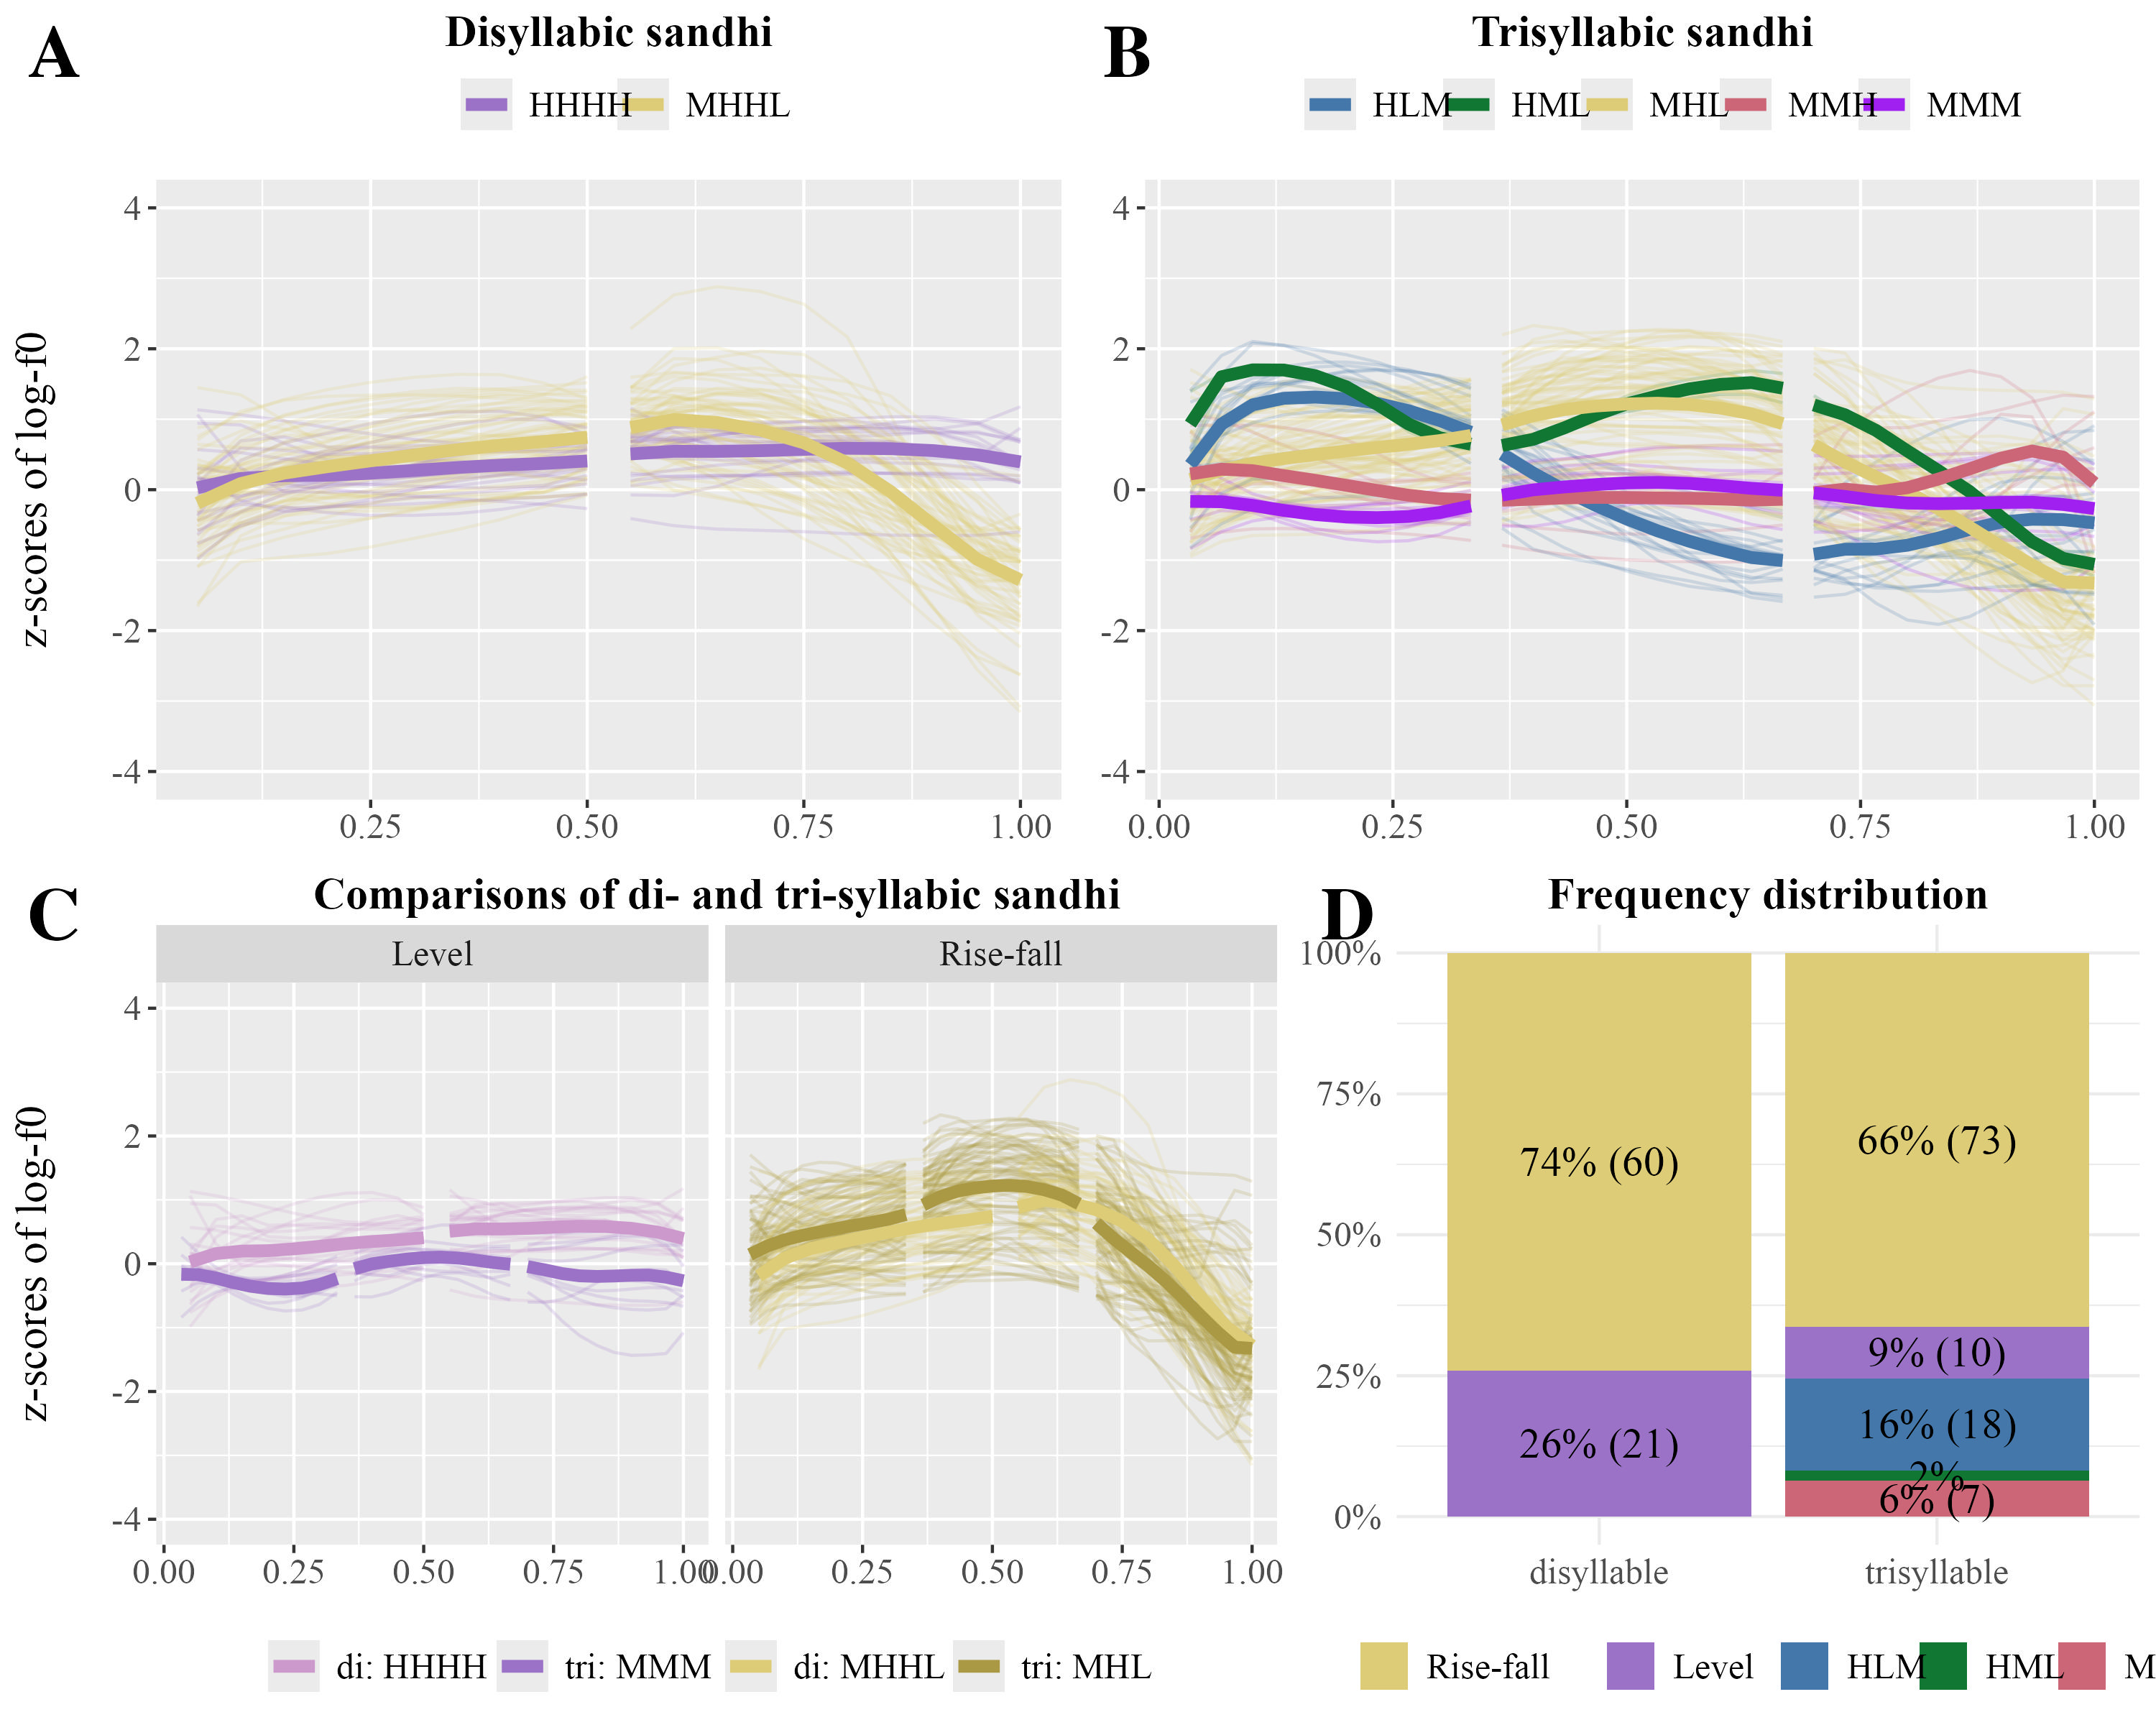 A
Disyllabic sandhi
HHHH MHHL
z-scores of log-f0
4
2
0
-2
-4
0.25 0.50 0.75 1.00
B
Trisyllabic sandhi
HLM HML MHL MMH MMM
4
2
0
-2
-4
0.00 0.25 0.50 0.75 1.00
C
Comparisons of di- and tri-syllabic sandhi
Level Rise-fall
z-scores of log-f0
4
2
0
-2
-4
0.00 0.25 0.50 0.75 1.00 0.00 0.25 0.50 0.75 1.00
di: HHHH tri: MMM di: MHHL tri: MHL
D
Frequency distribution
100%
75%
50%
25%
0%
74% (60)
26% (21)
66% (73)
9% (10)
16% (18)
2%
6% (7)
disyllable trisyllable
Rise-fall Level HLM HML M